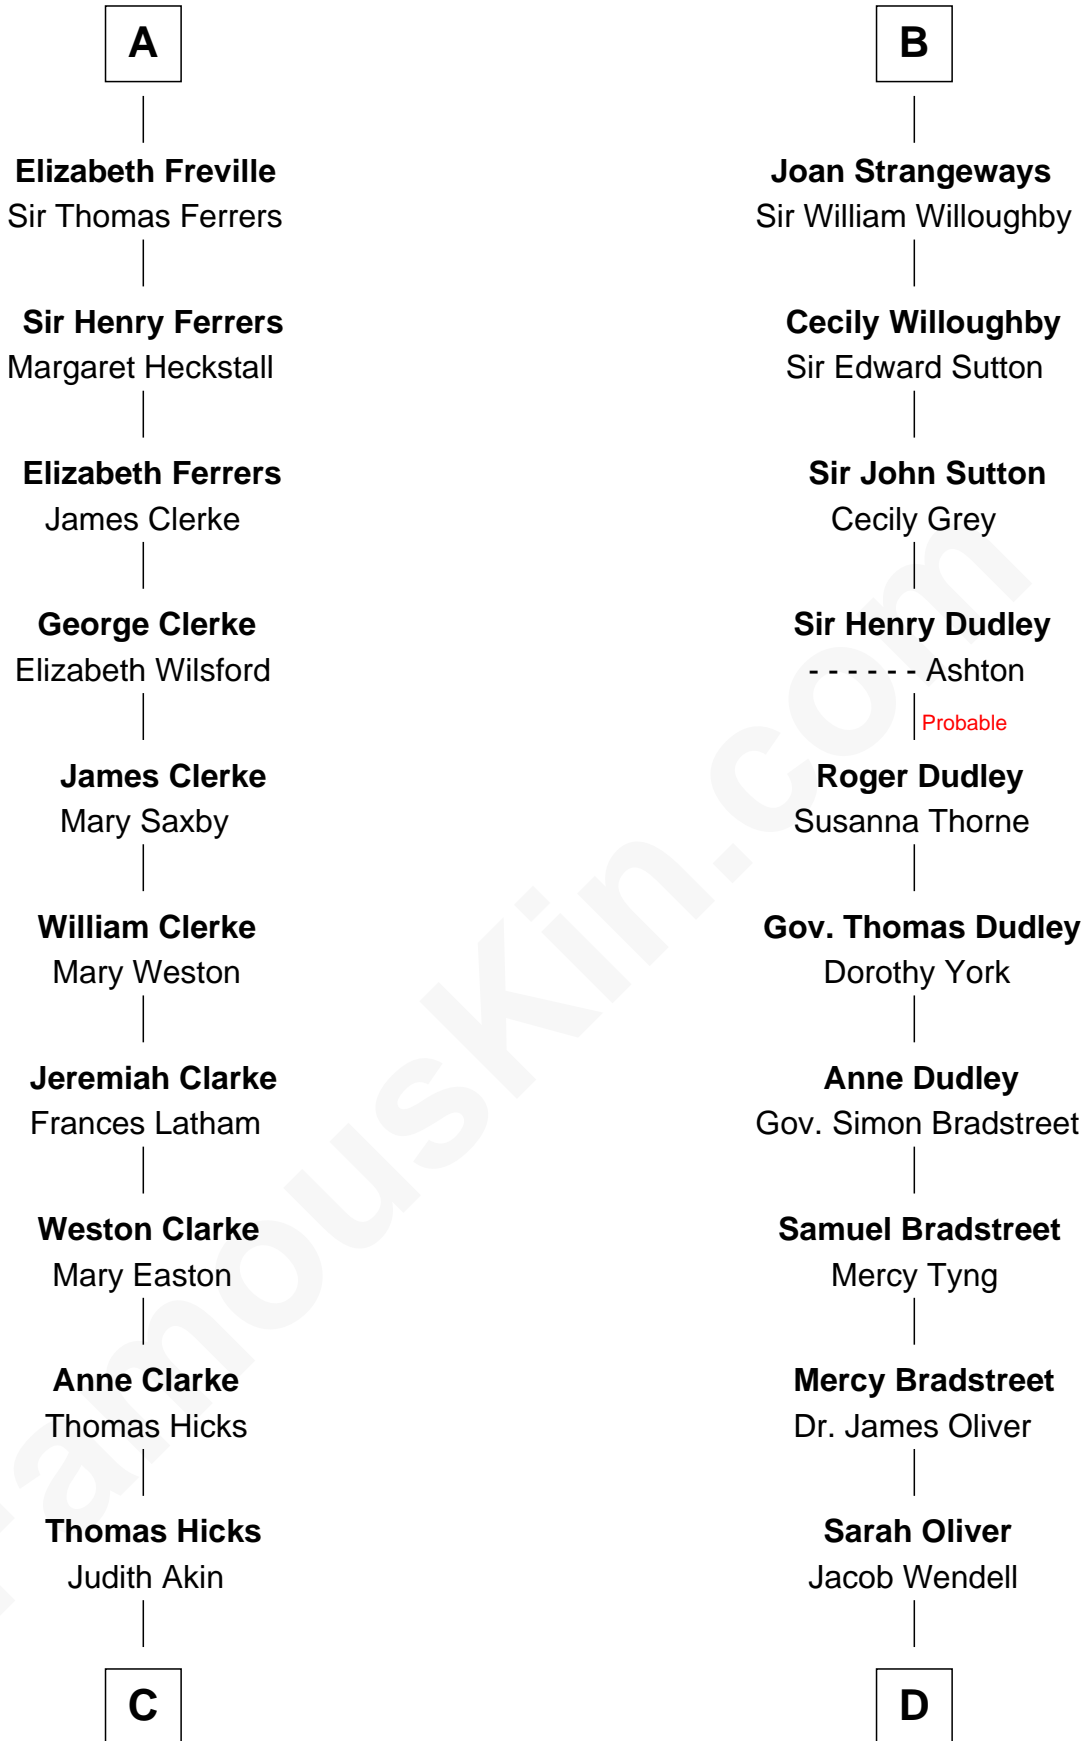 A
Elizabeth Freville
Sir Thomas Ferrers
Sir Henry Ferrers
Margaret Heckstall
Elizabeth Ferrers
James Clerke
George Clerke
Elizabeth Wilsford
James Clerke
Mary Saxby
William Clerke
Mary Weston
Jeremiah Clarke
Frances Latham
Weston Clarke
Mary Easton
Anne Clarke
Thomas Hicks
Thomas Hicks
Judith Akin
C
B
Joan Strangeways
Sir William Willoughby
Cecily Willoughby
Sir Edward Sutton
Sir John Sutton
Cecily Grey
Sir Henry Dudley
- - - - - - Ashton
Probable
Roger Dudley
Susanna Thorne
Gov. Thomas Dudley
Dorothy York
Anne Dudley
Gov. Simon Bradstreet
Samuel Bradstreet
Mercy Tyng
Mercy Bradstreet
Dr. James Oliver
Sarah Oliver
Jacob Wendell
D
FamousKin.com